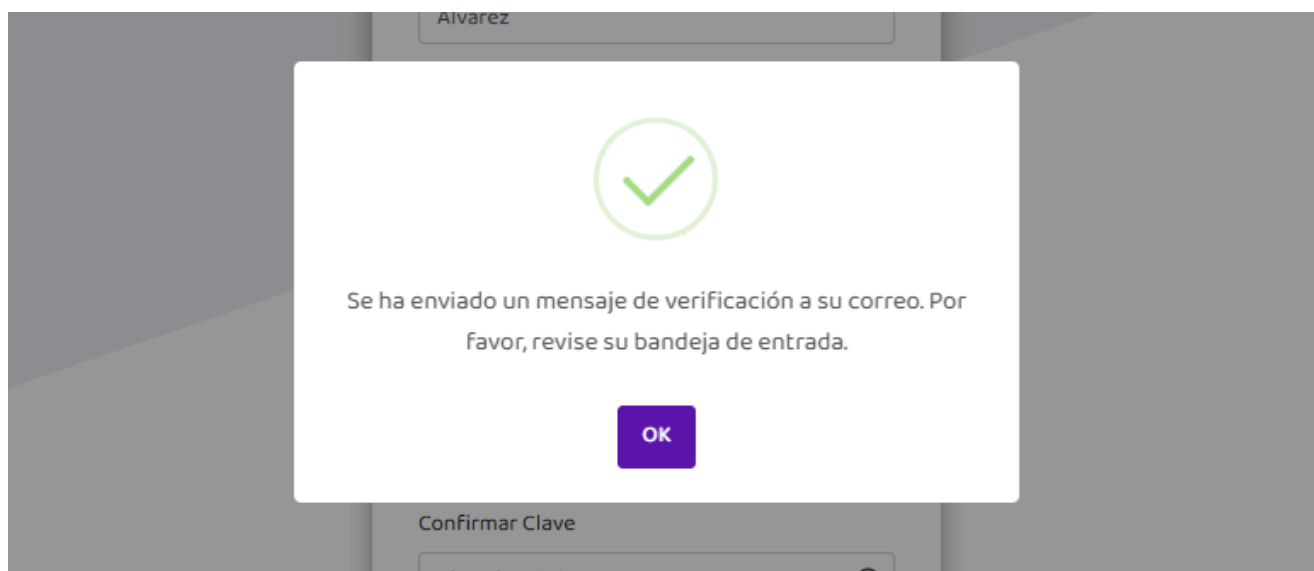 Alvarez
Se ha enviado un mensaje de verificación a su correo. Por
favor, revise su bandeja de entrada.
OK
Confirmar Clave